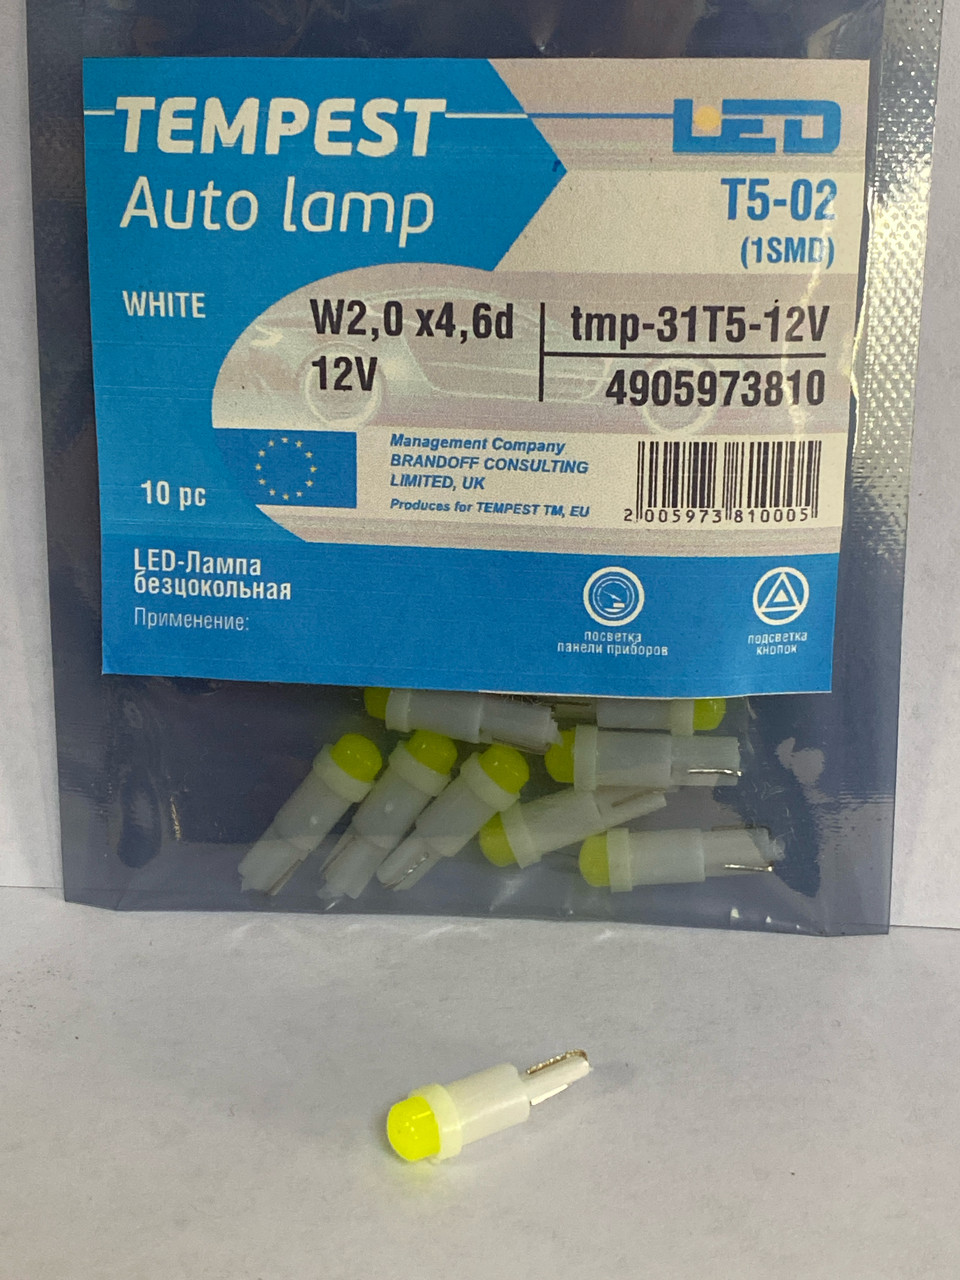 TEMPEST
LED
Auto lamp
T5-02
(1SMD)
WHITE
W2,0 x4,6d
12V
tmp-31T5-12V
4905973810
Management Company
BRANDOFF CONSULTING
LIMITED, UK
Produces for TEMPEST TM, EU
2 005973 810005
10 pc
LED-Лампа
безцокольная
Применение:
посветка
панели приборов
подсветка
кнопок